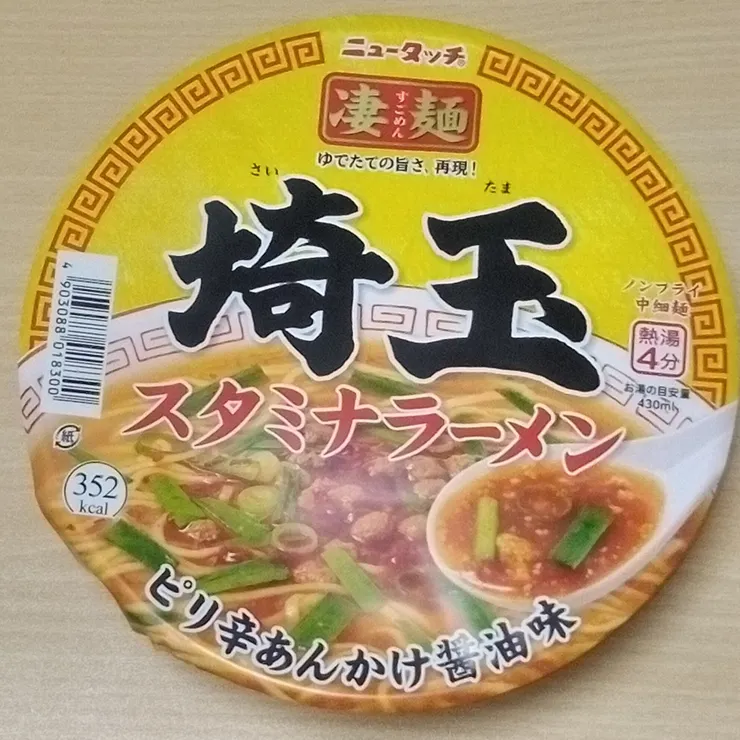 ニュータッチ®
凄麺
すごめん
ゆでたての旨さ、再現!
さい たま
埼玉
スタミナラーメン
ノンフライ
中細麺
熱湯
4分
お湯の目安量
430ml
4 903088 018300
紙
352
kcal
ピリ辛あんかけ醤油味